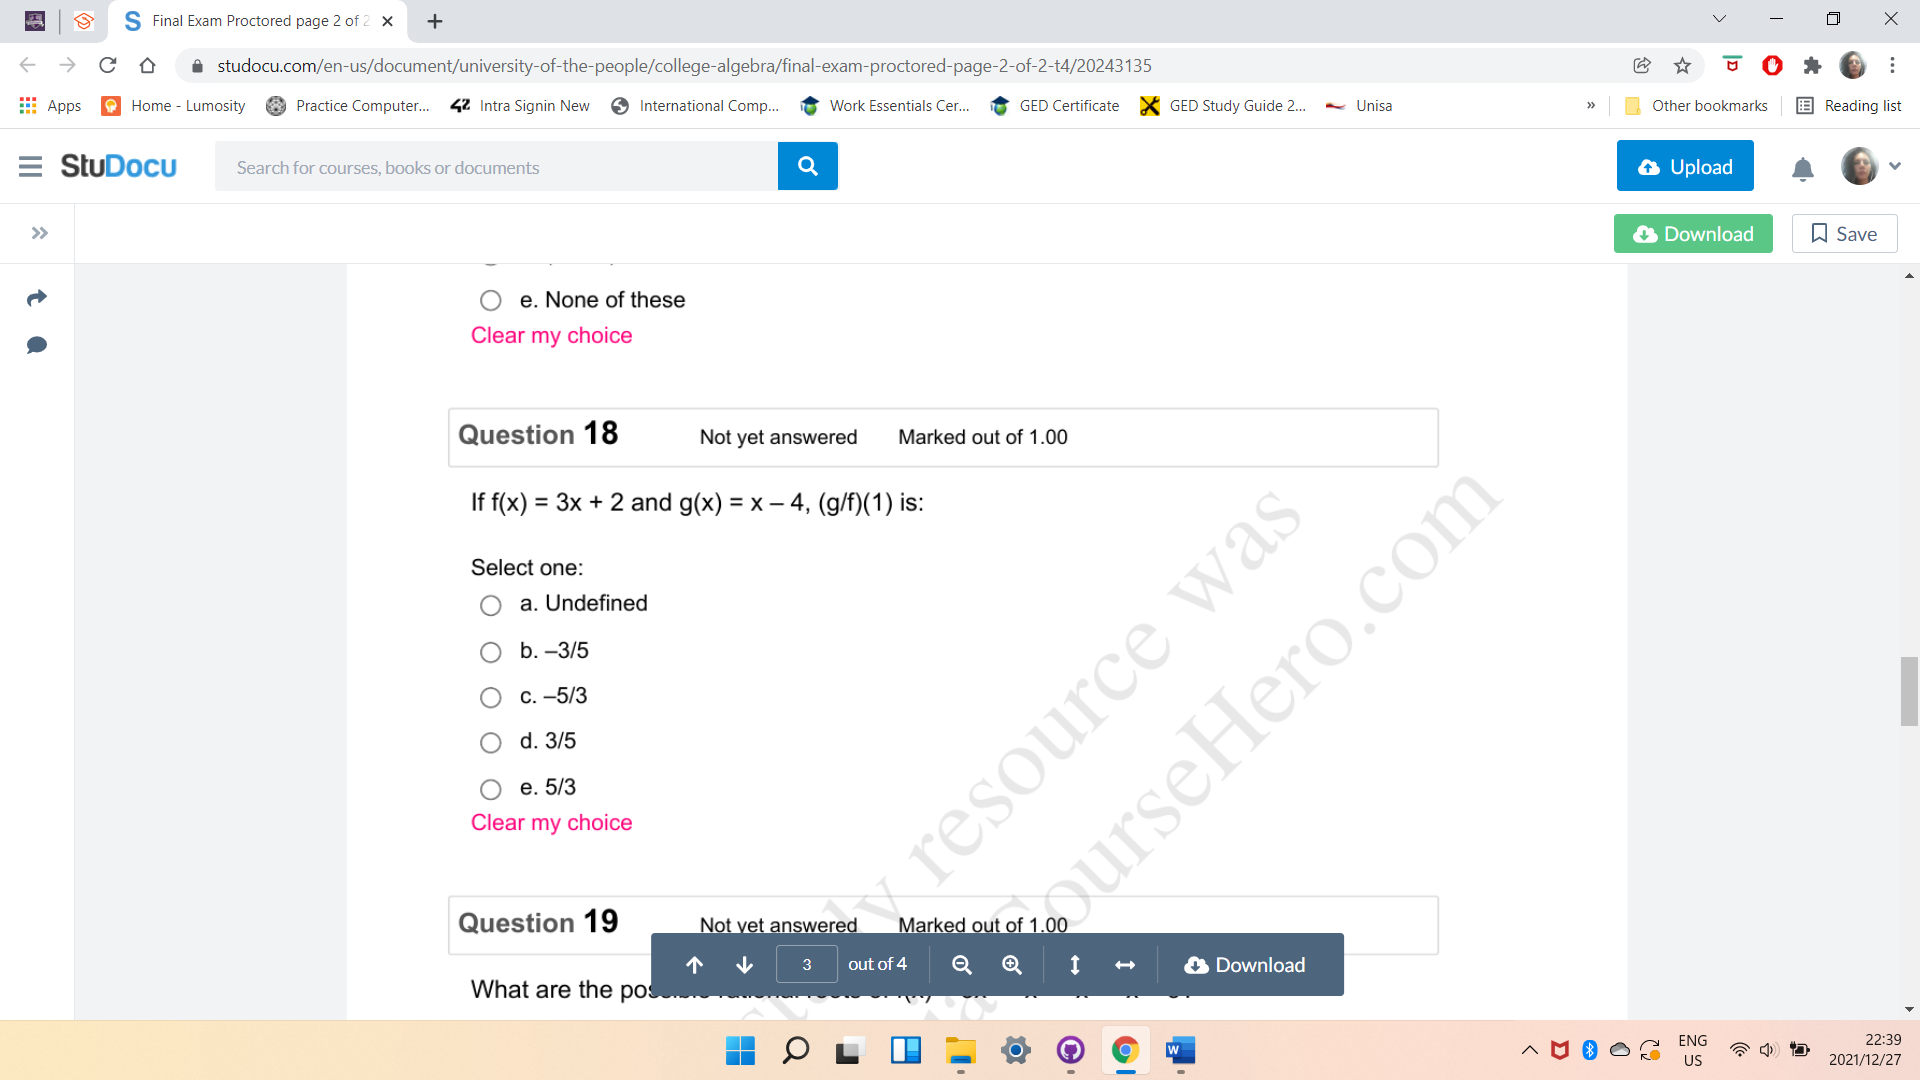 Final Exam Proctored page 2 of 2
studocu.com/en-us/document/university-of-the-people/college-algebra/final-exam-proctored-page-2-of-2-t4/20243135
Apps Home - Lumosity Practice Computer... Intra Signin New International Comp... Work Essentials Cer... GED Certificate GED Study Guide 2... Unisa » Other bookmarks Reading list
StuDocu Search for courses, books or documents Upload
Download Save
e. None of these
Clear my choice
Question 18 Not yet answered Marked out of 1.00
If f(x) = 3x + 2 and g(x) = x – 4, (g/f)(1) is:
Select one:
a. Undefined
b. –3/5
c. –5/3
d. 3/5
e. 5/3
Clear my choice
resource was
CourseHero.com
Question 19 Not yet answered Marked out of 1.00
3 out of 4 Download
What are the
ENG
US
22:39
2021/12/27